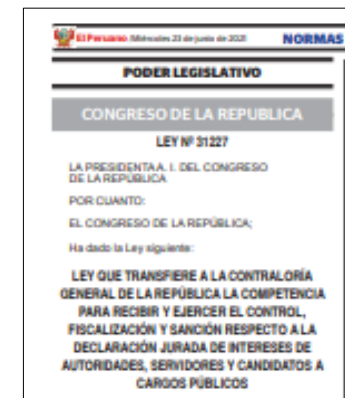 El Peruano / Miércoles 23 de junio de 2021 NORMAS
PODER LEGISLATIVO
CONGRESO DE LA REPUBLICA
LEY Nº 31227
LA PRESIDENTA A. I. DEL CONGRESO
DE LA REPÚBLICA
POR CUANTO:
EL CONGRESO DE LA REPÚBLICA;
Ha dado la Ley siguiente:
LEY QUE TRANSFIERE A LA CONTRALORÍA
GENERAL DE LA REPÚBLICA LA COMPETENCIA
PARA RECIBIR Y EJERCER EL CONTROL,
FISCALIZACIÓN Y SANCIÓN RESPECTO A LA
DECLARACIÓN JURADA DE INTERESES DE
AUTORIDADES, SERVIDORES Y CANDIDATOS A
CARGOS PÚBLICOS